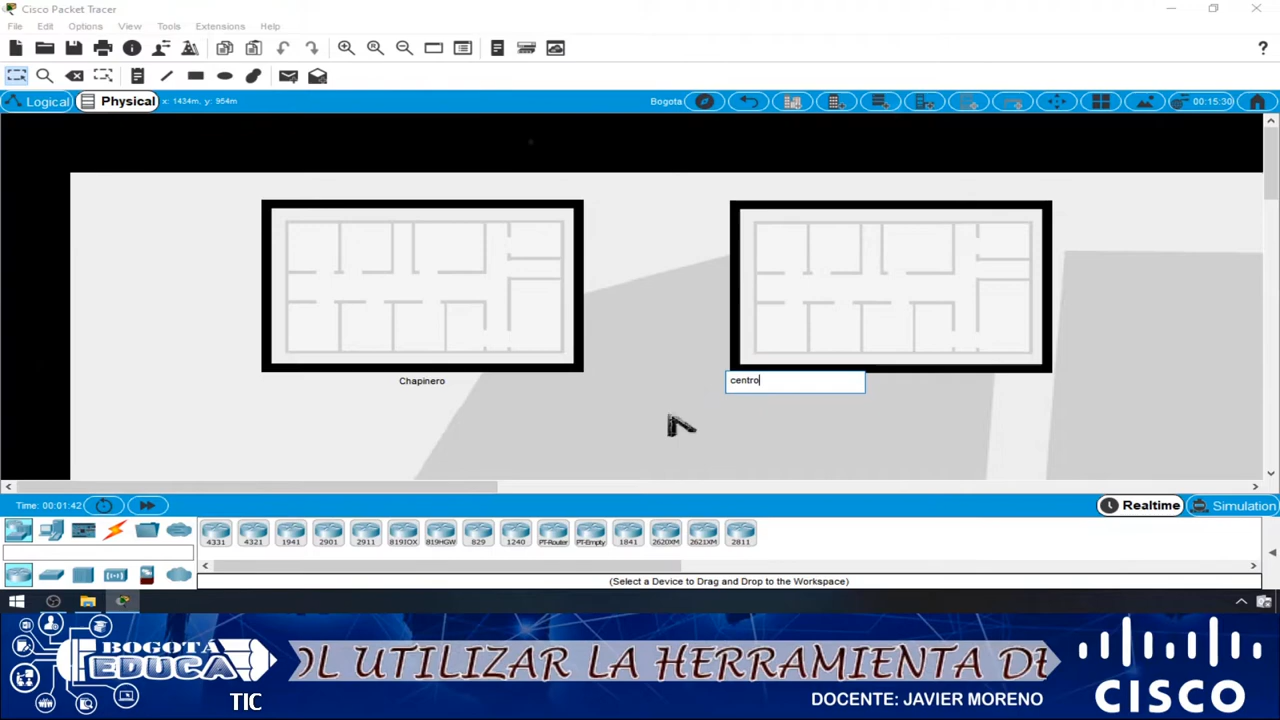 Cisco Packet Tracer
File Edit Options View Tools Extensions Help
Logical Physical x: 1434m, y: 954m Bogota 00:15:30
Chapinero
centro
Time: 00:01:42 Realtime Simulation
4331 4321 1941 2901 2911 819IOX 819HGW 829 1240 PT-Router PT-Empty 1841 2620XM 2621XM 2811
(Select a Device to Drag and Drop to the Workspace)
BOGOTÁ
EDUCA
TIC
OL UTILIZAR LA HERRAMIENTA DE
DOCENTE: JAVIER MORENO
CISCO